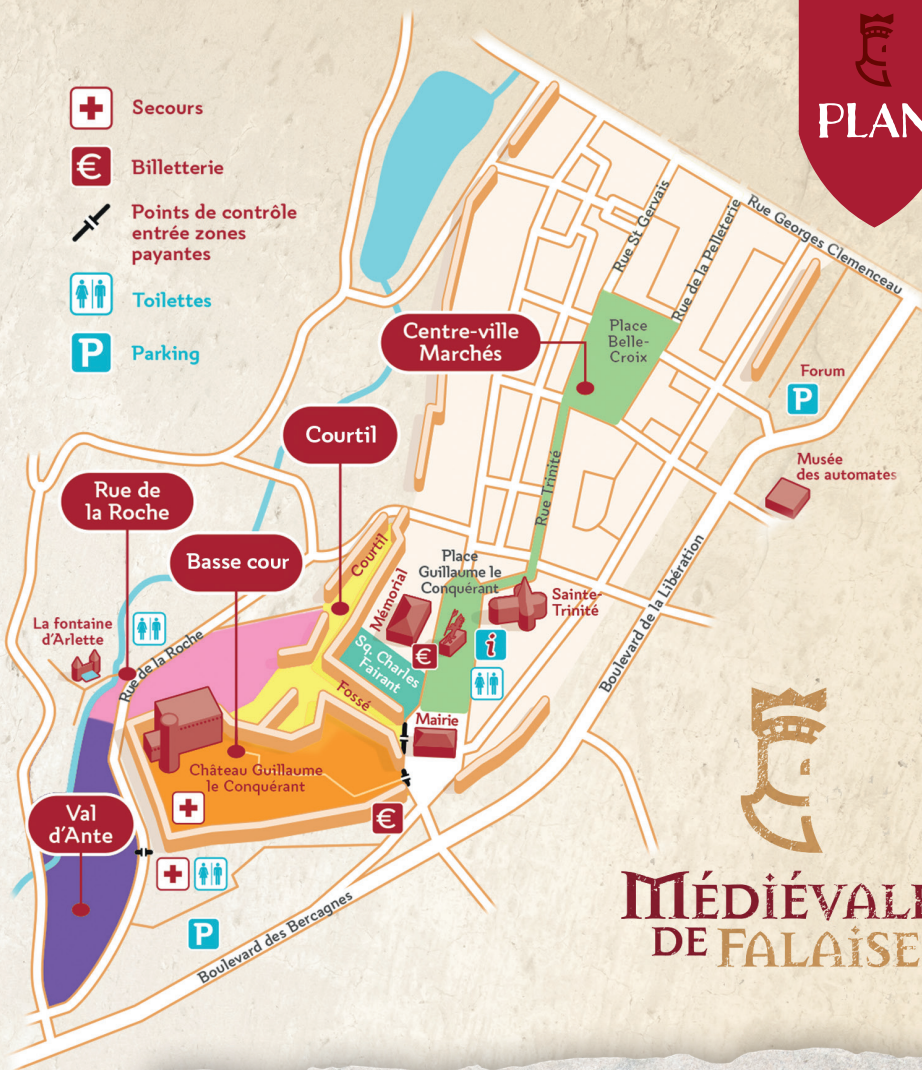 PLAN
Secours
€
Billetterie
Points de contrôle
entrée zones
payantes
Toilettes
P
Parking
Rue St Gervais
Rue de la Pelleterie
Rue Georges Clemenceau
Centre-ville
Marchés
Place
Belle-
Croix
Forum
P
Musée
des automates
Courtil
Rue de
la Roche
Basse cour
Rue Trinité
Courtil
Mémorial
Place
Guillaume le
Conquérant
Sainte-
Trinité
Boulevard de la Libération
La fontaine
d'Arlette
Rue de la Roche
€
i
Sq. Charles
Fairant
Fossé
Mairie
Château Guillaume
le Conquérant
€
Val
d'Ante
P
Boulevard des Bercagnes
MÉDIÉVAL
DE FALAISE